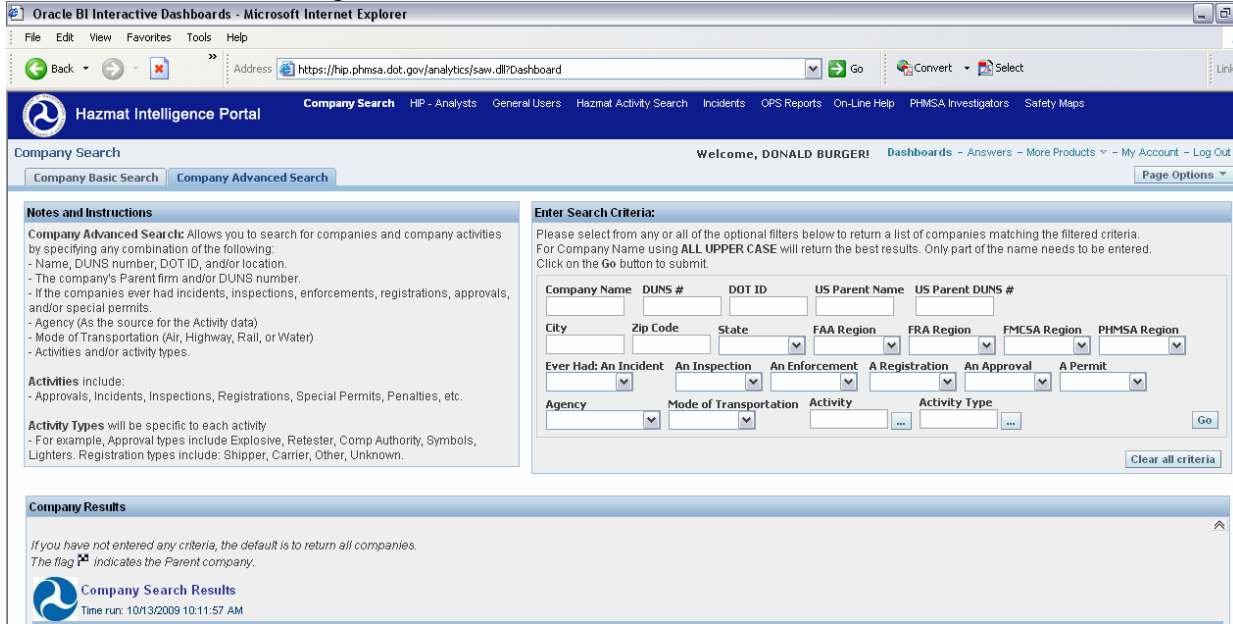 Oracle BI Interactive Dashboards - Microsoft Internet Explorer
File Edit View Favorites Tools Help
Back » Address https://hip.phmsa.dot.gov/analytics/saw.dll?Dashboard Go Convert Select
Hazmat Intelligence Portal Company Search HIP - Analysts General Users Hazmat Activity Search Incidents OPS Reports On-Line Help PHMSA Investigators Safety Maps
Company Search Welcome, DONALD BURGER! Dashboards - Answers - More Products - My Account - Log Out
Company Basic Search Company Advanced Search Page Options
Notes and Instructions
Company Advanced Search: Allows you to search for companies and company activities
by specifying any combination of the following:
- Name, DUNS number, DOT ID, and/or location.
- The company's Parent firm and/or DUNS number.
- If the companies ever had incidents, inspections, enforcements, registrations, approvals,
and/or special permits.
- Agency (As the source for the Activity data)
- Mode of Transportation (Air, Highway, Rail, or Water)
- Activities and/or activity types.
Activities include:
- Approvals, Incidents, Inspections, Registrations, Special Permits, Penalties, etc.
Activity Types will be specific to each activity
- For example, Approval types include Explosive, Retester, Comp Authority, Symbols,
Lighters. Registration types include: Shipper, Carrier, Other, Unknown.
Enter Search Criteria:
Please select from any or all of the optional filters below to return a list of companies matching the filtered criteria.
For Company Name using ALL UPPER CASE will return the best results. Only part of the name needs to be entered.
Click on the Go button to submit.
Company Name DUNS # DOT ID US Parent Name US Parent DUNS #
City Zip Code State FAA Region FRA Region FMCSA Region PHMSA Region
Ever Had: An Incident An Inspection An Enforcement A Registration An Approval A Permit
Agency Mode of Transportation Activity ... Activity Type ...
Go
Clear all criteria
Company Results
If you have not entered any criteria, the default is to return all companies.
The flag indicates the Parent company.
Company Search Results
Time run: 10/13/2009 10:11:57 AM